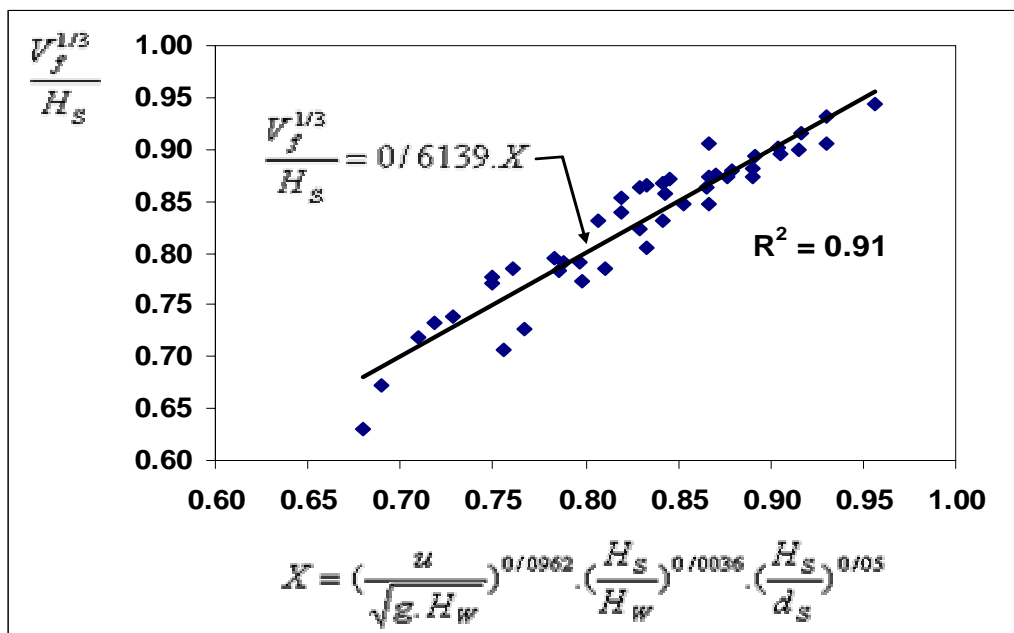 V_f^{1/3} / H_s
1.00
0.95
0.90
0.85
0.80
0.75
0.70
0.65
0.60
V_f^{1/3} / H_s = 0/6139.X
R² = 0.91
0.60 0.65 0.70 0.75 0.80 0.85 0.90 0.95 1.00
X = (u / √g.H_w)^{0/0962} . (H_s / H_w)^{0/0036} . (H_s / d_s)^{0/05}